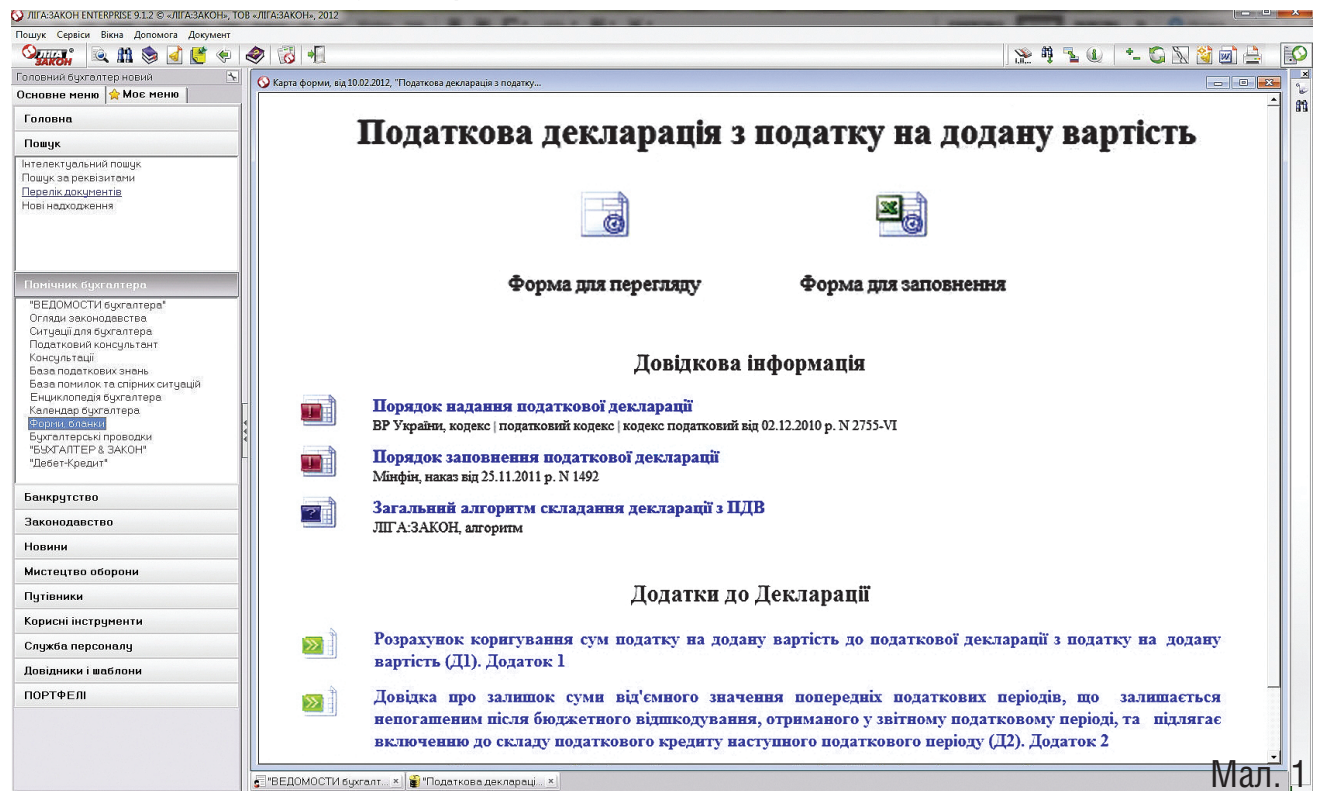 ЛІГА:ЗАКОН ENTERPRISE 9.1.2 © «ЛІГА:ЗАКОН», ТОВ «ЛІГА:ЗАКОН», 2012
Пошук Сервіси Вікна Допомога Документ
ЛІГА ЗАКОН
Головний бухгалтер новий
Основне меню Моє меню
Головна
Пошук
Інтелектуальний пошук
Пошук за реквізитами
Перелік документів
Нові надходження
Помічник бухгалтера
"ВЕДОМОСТИ бухгалтера"
Огляди законодавства
Ситуації для бухгалтера
Податковий консультант
Консультації
База податкових знань
База помилок та спірних ситуацій
Енциклопедія бухгалтера
Календар бухгалтера
Форми, бланки
Бухгалтерські проводки
"БУХГАЛТЕР & ЗАКОН"
"Дебет-Кредит"
Банкрутство
Законодавство
Новини
Мистецтво оборони
Путівники
Корисні інструменти
Служба персоналу
Довідники і шаблони
ПОРТФЕЛІ
Карта форми, від 10.02.2012, "Податкова декларація з податку...
Податкова декларація з податку на додану вартість
Форма для перегляду Форма для заповнення
Довідкова інформація
Порядок надання податкової декларації
ВР України, кодекс | податковий кодекс | кодекс податковий від 02.12.2010 р. N 2755-VI
Порядок заповнення податкової декларації
Мінфін, наказ від 25.11.2011 р. N 1492
Загальний алгоритм складання декларації з ПДВ
ЛІГА:ЗАКОН, алгоритм
Додатки до Декларації
Розрахунок коригування сум податку на додану вартість до податкової декларації з податку на додану
вартість (Д1). Додаток 1
Довідка про залишок суми від'ємного значення попередніх податкових періодів, що залишається
непогашеним після бюджетного відшкодування, отриманого у звітному податковому періоді, та підлягає
включенню до складу податкового кредиту наступного податкового періоду (Д2). Додаток 2
"ВЕДОМОСТИ бухгалт... "Податкова деклараці...
Мал. 1